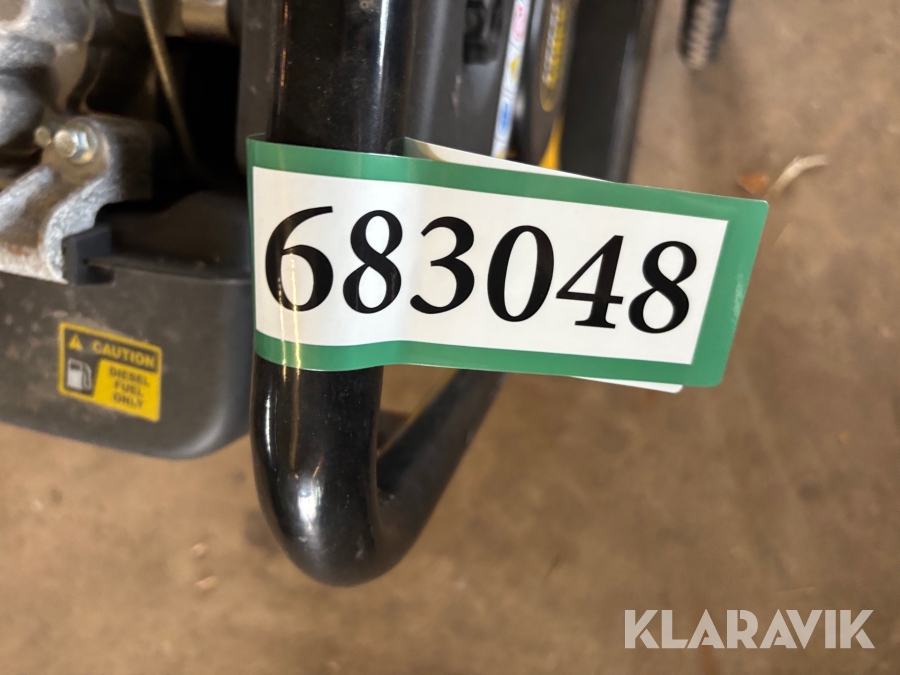 683048
CAUTION
DIESEL
FUEL
ONLY
KLARAVIK